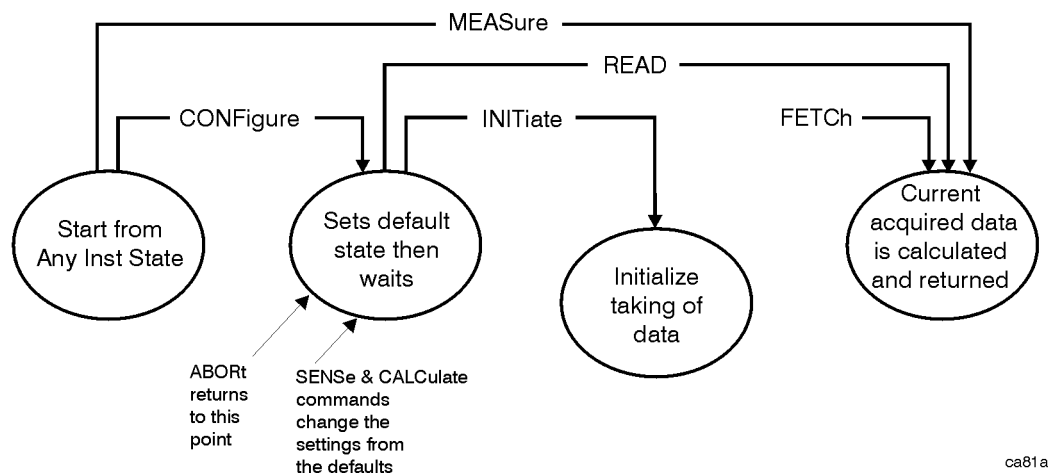 MEASure
READ
CONFigure
INITiate
FETCh
Start from
Any Inst State
Sets default
state then
waits
Initialize
taking of
data
Current
acquired data
is calculated
and returned
ABORt
returns
to this
point
SENSe & CALCulate
commands
change the
settings from
the defaults
ca81a